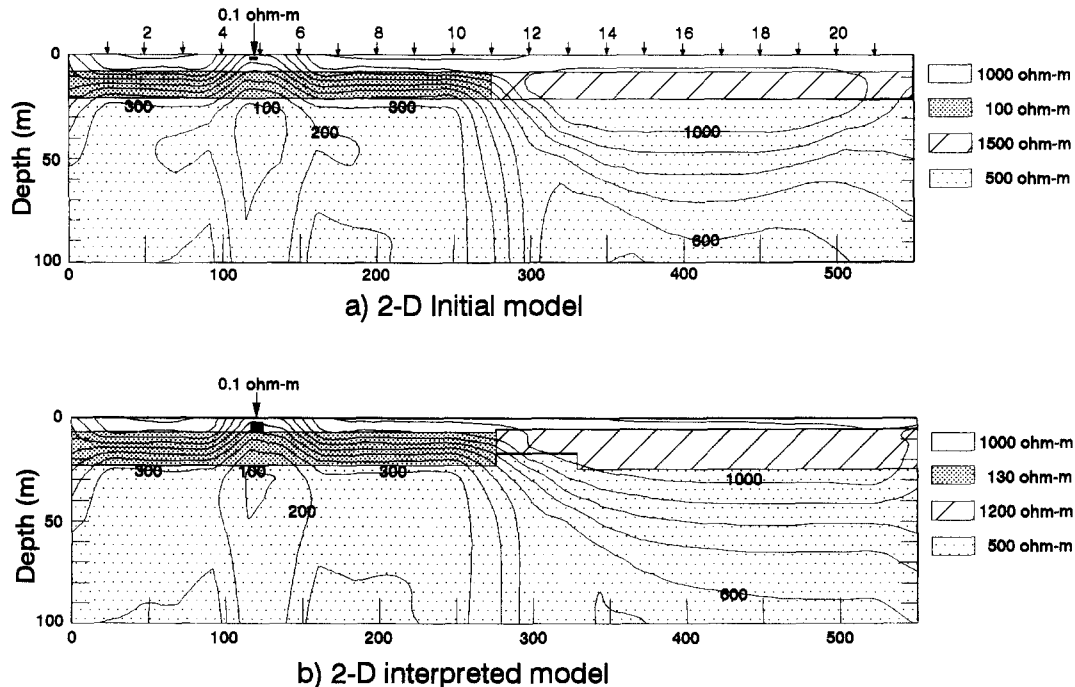 0.1 ohm-m
2 4 6 8 10 12 14 16 18 20
0
50
100
Depth (m)
300 100 300
200
1000
600
0 100 200 300 400 500
1000 ohm-m
100 ohm-m
1500 ohm-m
500 ohm-m
a) 2-D Initial model
0.1 ohm-m
0
50
100
Depth (m)
300 100 300
200
1000
600
0 100 200 300 400 500
1000 ohm-m
130 ohm-m
1200 ohm-m
500 ohm-m
b) 2-D interpreted model